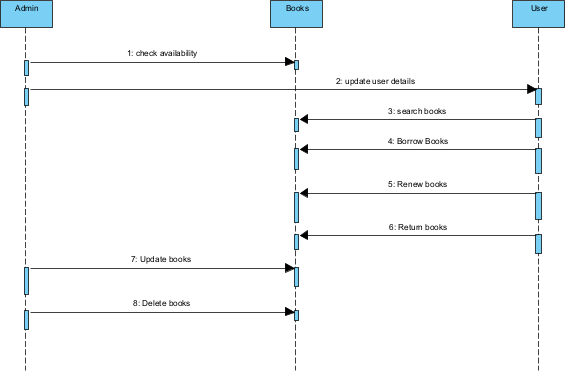 Admin
Books
User
1: check availability
2: update user details
3: search books
4: Borrow Books
5: Renew books
6: Return books
7: Update books
8: Delete books